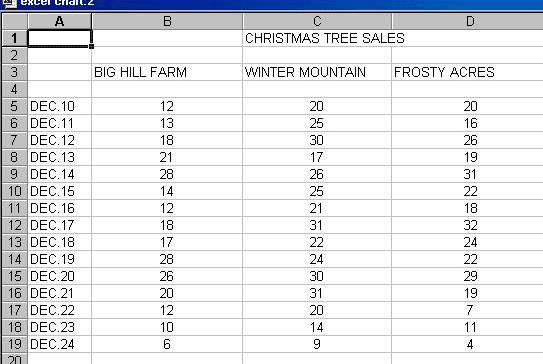 excel chart.2
A B C D
1 CHRISTMAS TREE SALES
2
3 BIG HILL FARM WINTER MOUNTAIN FROSTY ACRES
4
5 DEC.10 12 20 20
6 DEC.11 13 25 16
7 DEC.12 18 30 26
8 DEC.13 21 17 19
9 DEC.14 28 26 31
10 DEC.15 14 25 22
11 DEC.16 12 21 18
12 DEC.17 18 31 32
13 DEC.18 17 22 24
14 DEC.19 28 24 22
15 DEC.20 26 30 29
16 DEC.21 20 31 19
17 DEC.22 12 20 7
18 DEC.23 10 14 11
19 DEC.24 6 9 4
20